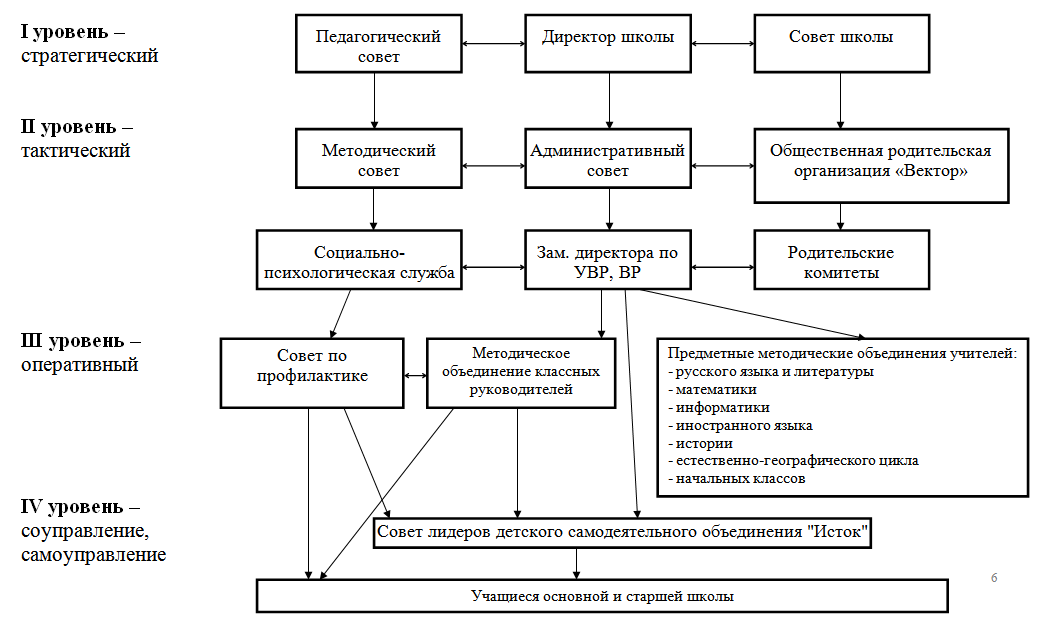 I уровень –
стратегический
Педагогический
совет
Директор школы
Совет школы
II уровень –
тактический
Методический
совет
Административный
совет
Общественная родительская
организация «Вектор»
Социально-
психологическая служба
Зам. директора по
УВР, ВР
Родительские
комитеты
III уровень –
оперативный
Совет по
профилактике
Методическое
объединение классных
руководителей
Предметные методические объединения учителей:
- русского языка и литературы
- математики
- информатики
- иностранного языка
- истории
- естественно-географического цикла
- начальных классов
IV уровень –
соуправление,
самоуправление
Совет лидеров детского самодеятельного объединения "Исток"
Учащиеся основной и старшей школы
6